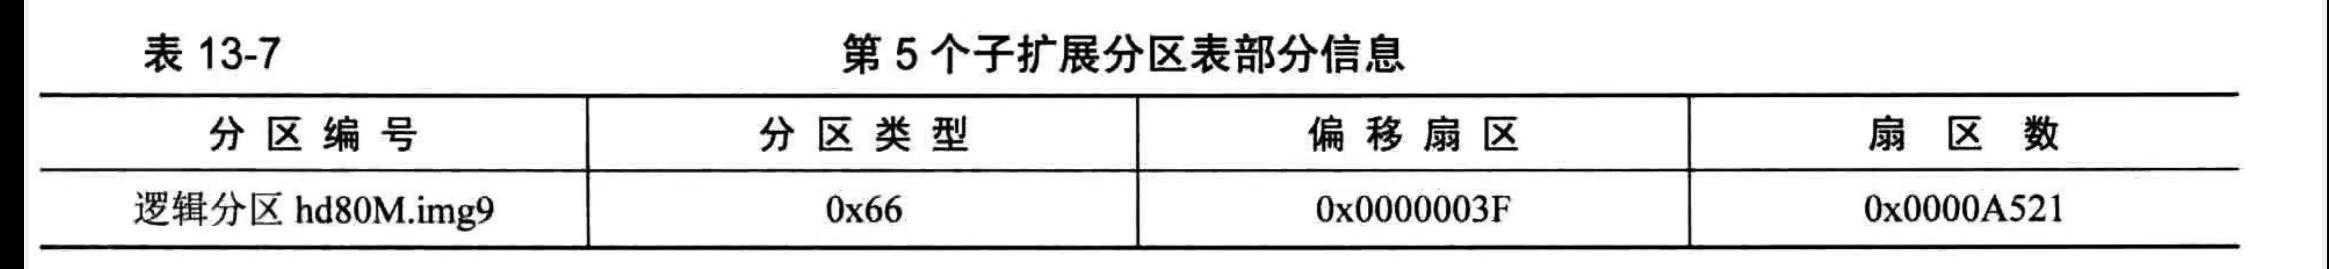 表 13-7 第 5 个子扩展分区表部分信息
分区编号 分区类型 偏移扇区 扇区数
逻辑分区 hd80M.img9 0x66 0x0000003F 0x0000A521